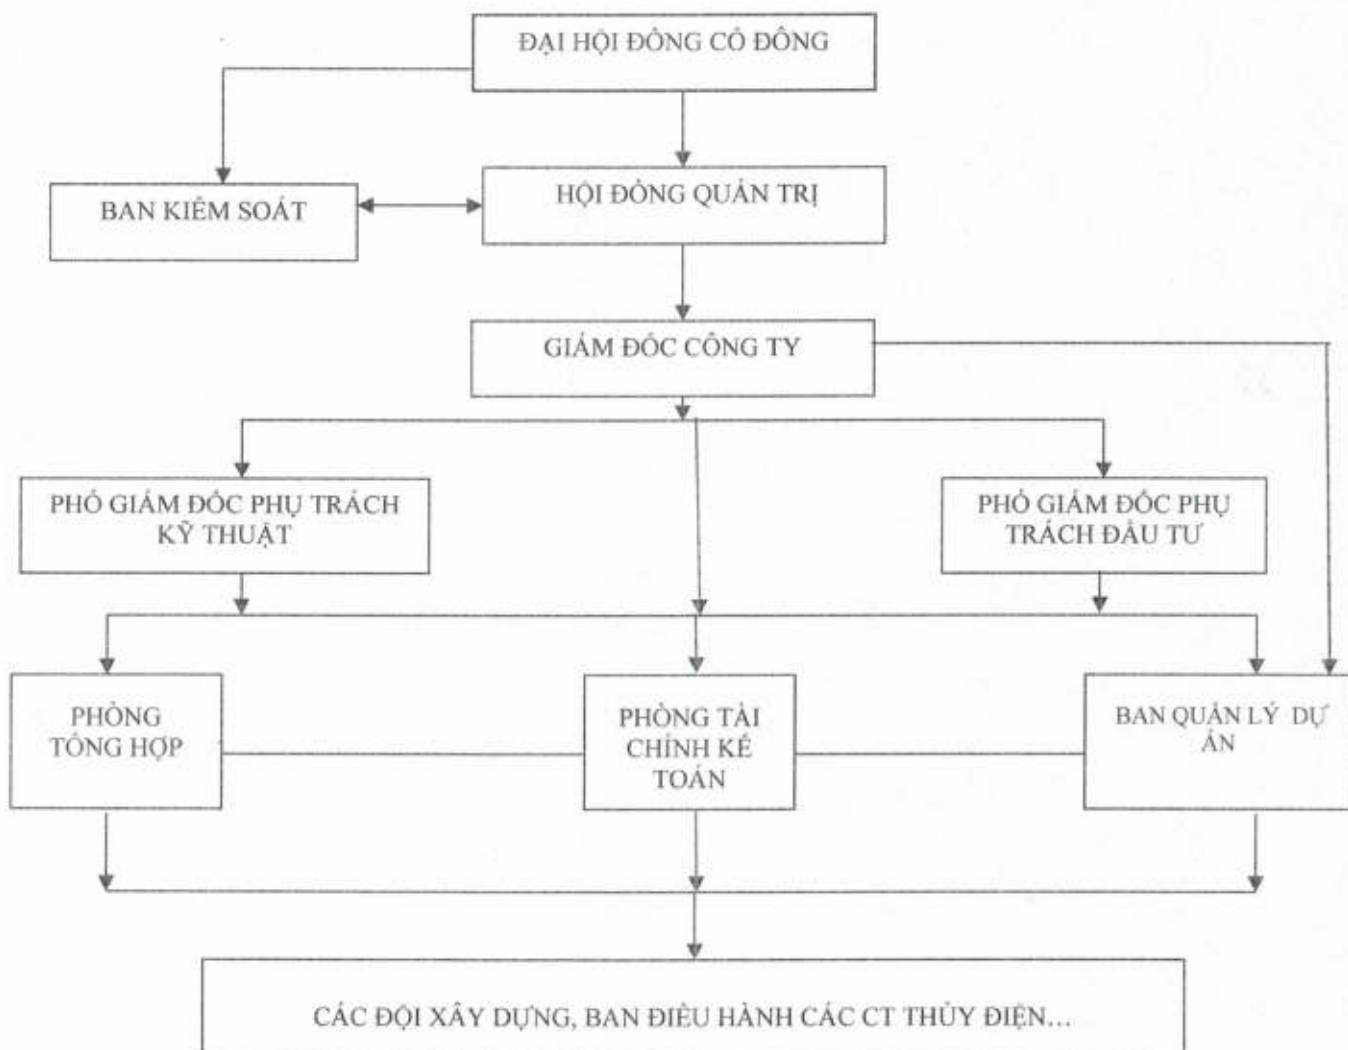 ĐẠI HỘI ĐỒNG CỔ ĐÔNG
HỘI ĐỒNG QUẢN TRỊ
BAN KIỂM SOÁT
GIÁM ĐỐC CÔNG TY
PHÓ GIÁM ĐỐC PHỤ TRÁCH
KỸ THUẬT
PHÓ GIÁM ĐỐC PHỤ
TRÁCH ĐẦU TƯ
PHÒNG
TỔNG HỢP
PHÒNG TÀI
CHÍNH KẾ
TOÁN
BAN QUẢN LÝ DỰ
ÁN
CÁC ĐỘI XÂY DỰNG, BAN ĐIỀU HÀNH CÁC CT THỦY ĐIỆN...